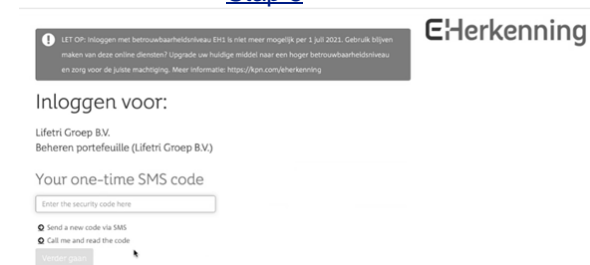 Stap 3
EHerkenning
LET OP: Inloggen met betrouwbaarheidsniveau EH1 is niet meer mogelijk per 1 juli 2021. Gebruik blijven
maken van deze online diensten? Upgrade uw huidige middel naar een hoger betrouwbaarheidsniveau
en zorg voor de juiste machtiging. Meer informatie: https://kpn.com/eherkenning
Inloggen voor:
Lifetri Groep B.V.
Beheren portefeuille (Lifetri Groep B.V.)
Your one-time SMS code
Enter the security code here
Send a new code via SMS
Call me and read the code
Verder gaan